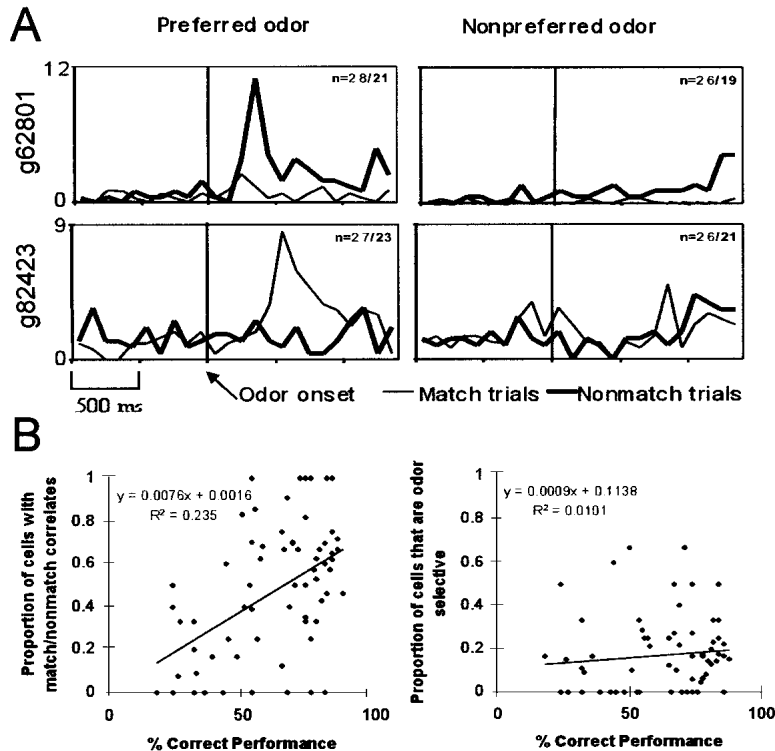 A
Preferred odor
Nonpreferred odor
g62801
12
0
n=28/21
n=26/19
g82423
9
0
n=27/23
n=26/21
500 ms
Odor onset
Match trials
Nonmatch trials
B
Proportion of cells with
match/nonmatch correlates
1
0.8
0.6
0.4
0.2
0
y = 0.0076x + 0.0016
R² = 0.235
0
50
100
% Correct Performance
Proportion of cells that are odor
selective
1
0.8
0.6
0.4
0.2
0
y = 0.0009x + 0.1138
R² = 0.0101
0
50
100
% Correct Performance